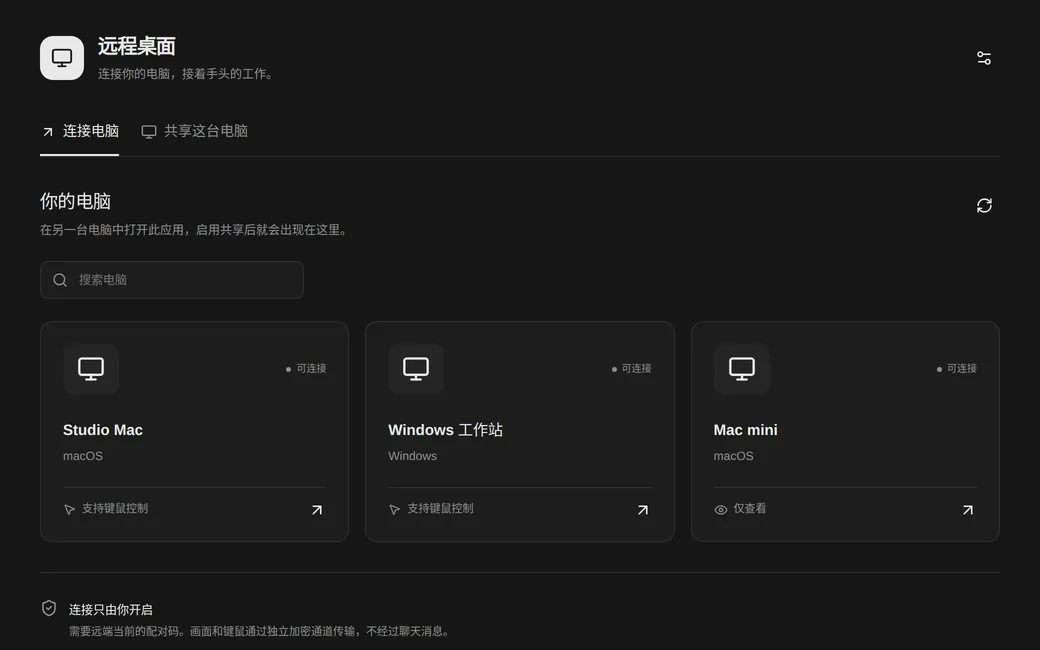 远程桌面
连接你的电脑，接着手头的工作。
连接电脑
共享这台电脑
你的电脑
在另一台电脑中打开此应用，启用共享后就会出现在这里。
搜索电脑
可连接
Studio Mac
macOS
支持键鼠控制
可连接
Windows 工作站
Windows
支持键鼠控制
可连接
Mac mini
macOS
仅查看
连接只由你开启
需要远端当前的配对码。画面和键鼠通过独立加密通道传输，不经过聊天消息。